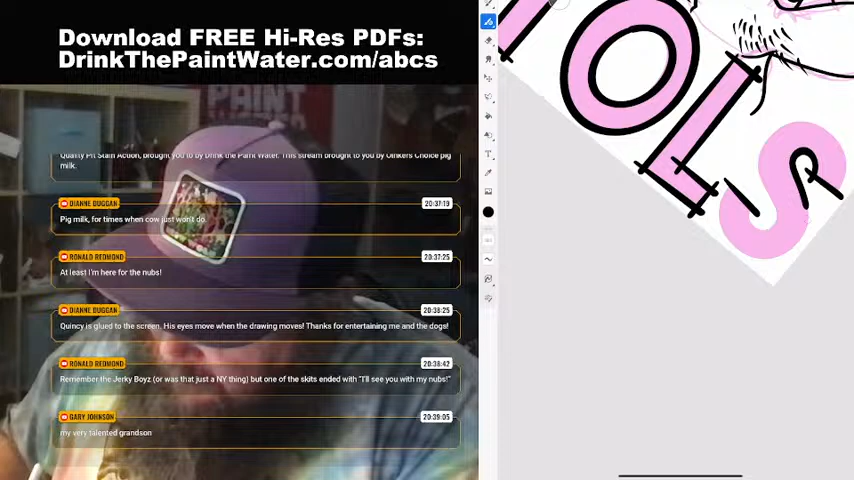 Download FREE Hi-Res PDFs:
DrinkThePaintWater.com/abcs
PAINT
Quality Pit Stain Action, brought you to by Drink the Paint Water. This stream brought to you by Oinkers Choice pig
milk.
DIANNE DUGGAN 20:37:19
Pig milk, for times when cow just won't do.
RONALD REDMOND 20:37:25
At least I'm here for the nubs!
DIANNE DUGGAN 20:38:25
Quincy is glued to the screen. His eyes move when the drawing moves! Thanks for entertaining me and the dogs!
RONALD REDMOND 20:38:42
Remember the Jerky Boyz (or was that just a NY thing) but one of the skits ended with "I'll see you with my nubs!"
GARY JOHNSON 20:39:05
my very talented grandson
OLS